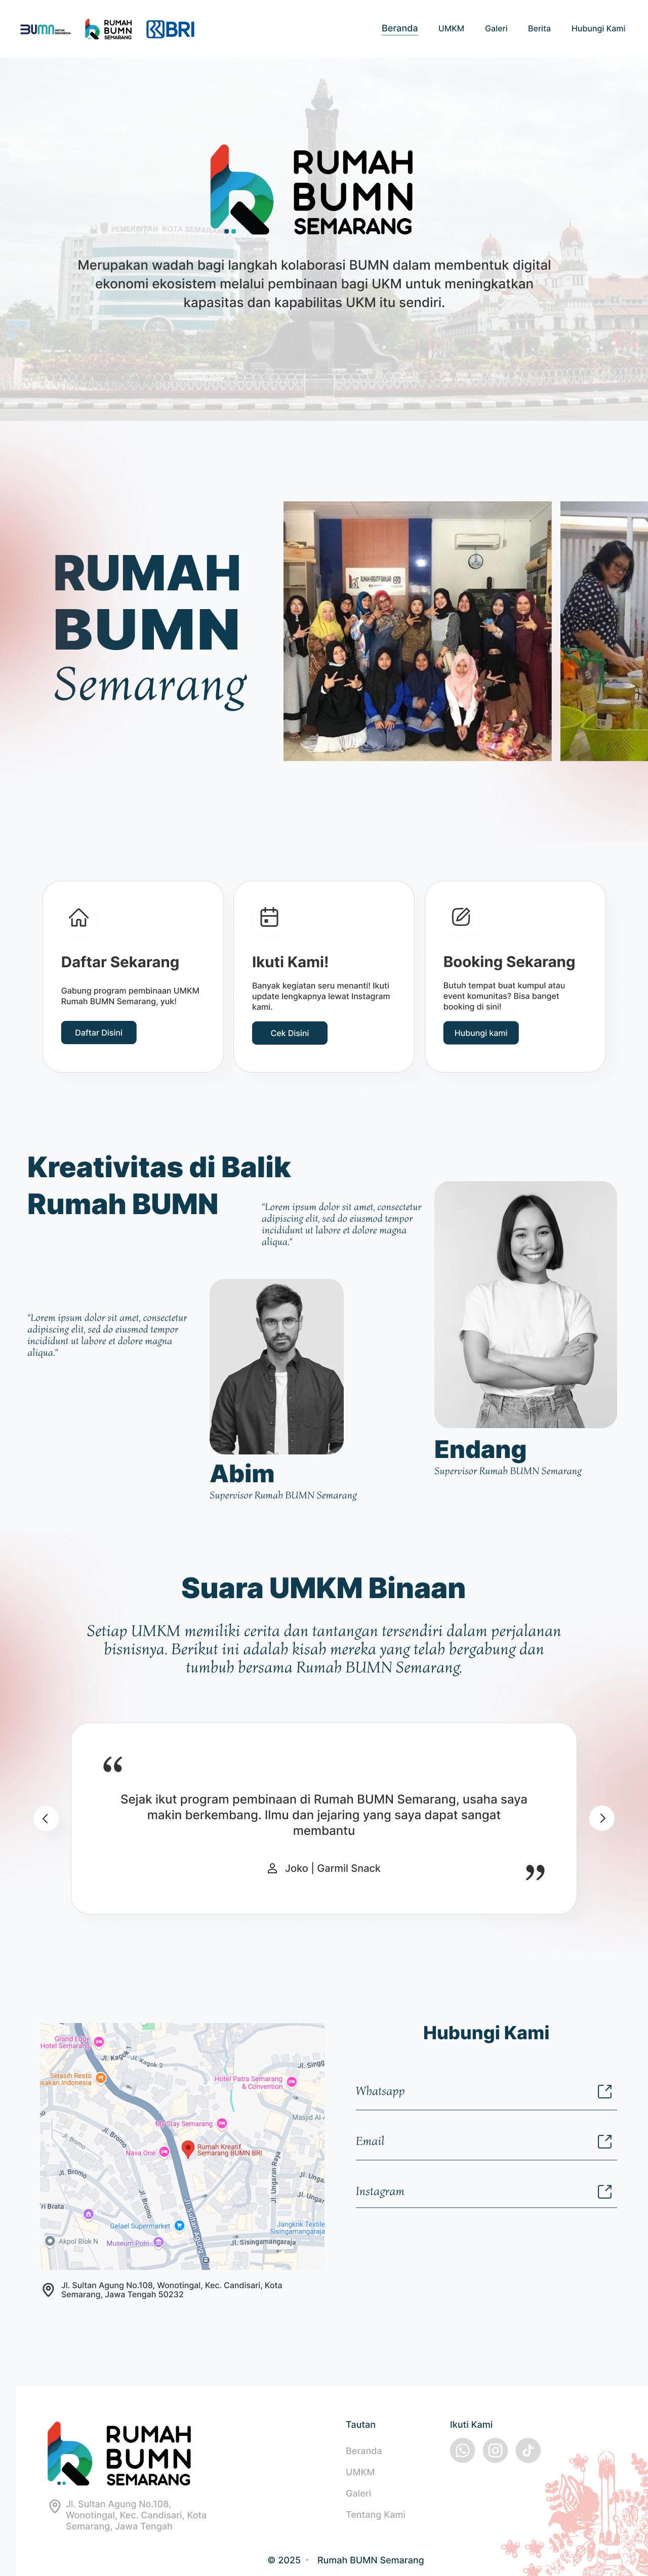 BUMN UNTUK INDONESIA
RUMAH
BUMN
SEMARANG
BRI
Beranda
UMKM
Galeri
Berita
Hubungi Kami
PEMERINTAH KOTA SEMARANG
RUMAH
BUMN
SEMARANG
Merupakan wadah bagi langkah kolaborasi BUMN dalam membentuk digital
ekonomi ekosistem melalui pembinaan bagi UKM untuk meningkatkan
kapasitas dan kapabilitas UKM itu sendiri.
RUMAH
BUMN
Semarang
Daftar Sekarang
Gabung program pembinaan UMKM
Rumah BUMN Semarang, yuk!
Daftar Disini
Ikuti Kami!
Banyak kegiatan seru menanti! Ikuti
update lengkapnya lewat Instagram
kami.
Cek Disini
Booking Sekarang
Butuh tempat buat kumpul atau
event komunitas? Bisa banget
booking di sini!
Hubungi kami
Kreativitas di Balik
Rumah BUMN
"Lorem ipsum dolor sit amet, consectetur
adipiscing elit, sed do eiusmod tempor
incididunt ut labore et dolore magna
aliqua."
"Lorem ipsum dolor sit amet, consectetur
adipiscing elit, sed do eiusmod tempor
incididunt ut labore et dolore magna
aliqua."
Abim
Supervisor Rumah BUMN Semarang
Endang
Supervisor Rumah BUMN Semarang
Suara UMKM Binaan
Setiap UMKM memiliki cerita dan tantangan tersendiri dalam perjalanan
bisnisnya. Berikut ini adalah kisah mereka yang telah bergabung dan
tumbuh bersama Rumah BUMN Semarang.
“
Sejak ikut program pembinaan di Rumah BUMN Semarang, usaha saya
makin berkembang. Ilmu dan jejaring yang saya dapat sangat
membantu
Joko | Garmil Snack
”
Grand Edge
Hotel Semarang
Jl. Kagok 1
Jl. Kagok 2
Selasih Resto
asakan Indonesia
Hotel Patra Semarang
& Convention
Jl. Singg
Masjid Al-
My Stay Semarang
Jl. Bromo
Nava One
Rumah Kreatif
Semarang BUMN BRI
Jl. Bromo
Jl. Bromo
Jl. Ungaran Raya
Jl. Unga
Jl. Ungar
ri Brata
Jl. Sultan Agung
Gelael Supermarket
Jangkrik Textile
Sisingamangaraja
Akpol Blok N
Museum Polri
Jl. Sisingamangaraja
Jl. Sultan Agung No.108, Wonotingal, Kec. Candisari, Kota
Semarang, Jawa Tengah 50232
Hubungi Kami
Whatsapp
Email
Instagram
RUMAH
BUMN
SEMARANG
Jl. Sultan Agung No.108,
Wonotingal, Kec. Candisari, Kota
Semarang, Jawa Tengah
Tautan
Beranda
UMKM
Galeri
Tentang Kami
Ikuti Kami
© 2025 • Rumah BUMN Semarang